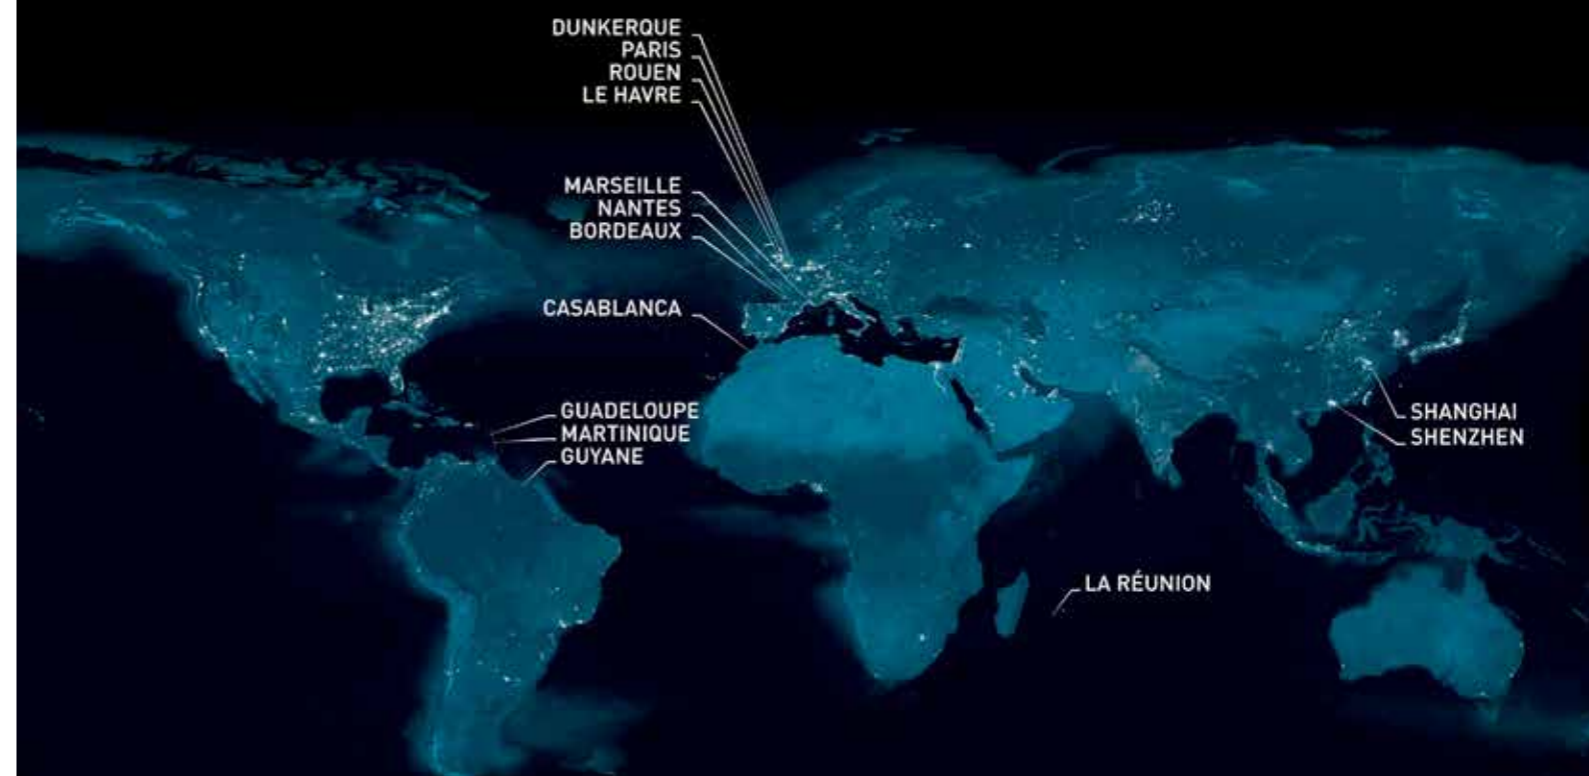 DUNKERQUE
PARIS
ROUEN
LE HAVRE
MARSEILLE
NANTES
BORDEAUX
CASABLANCA
GUADELOUPE
MARTINIQUE
GUYANE
SHANGHAI
SHENZHEN
LA RÉUNION